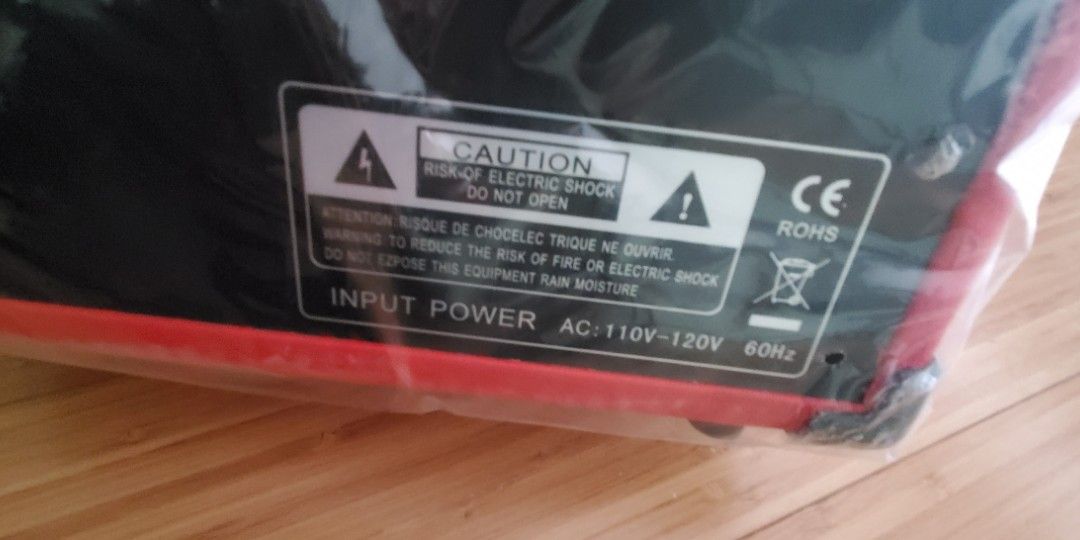 CAUTION
RISK OF ELECTRIC SHOCK
DO NOT OPEN
ATTENTION: RISQUE DE CHOCELEC TRIQUE NE OUVRIR.
WARNING: TO REDUCE THE RISK OF FIRE OR ELECTRIC SHOCK
DO NOT EZPOSE THIS EQUIPMENT RAIN MOISTURE
INPUT POWER AC: 110V-120V 60Hz
CE
ROHS